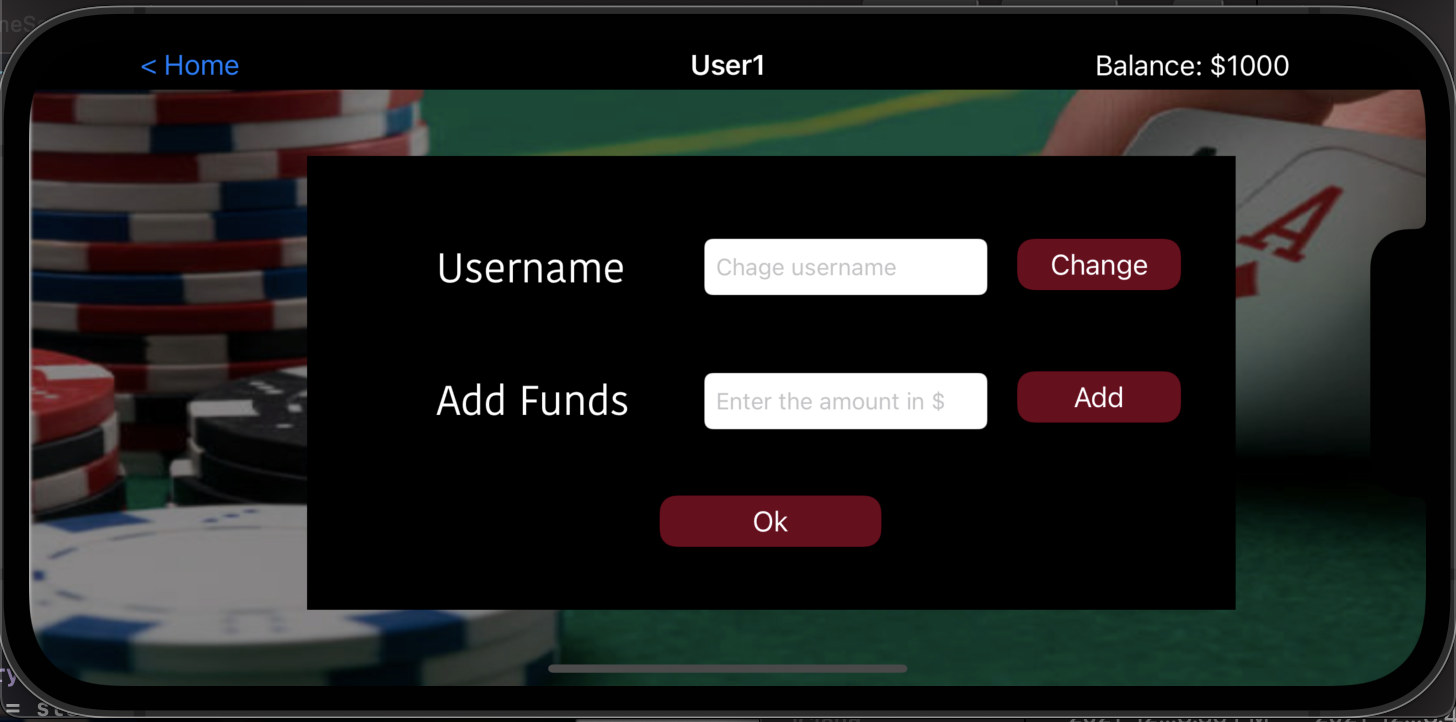 < Home
User1
Balance: $1000
A
Username
Chage username
Change
Add Funds
Enter the amount in $
Add
Ok